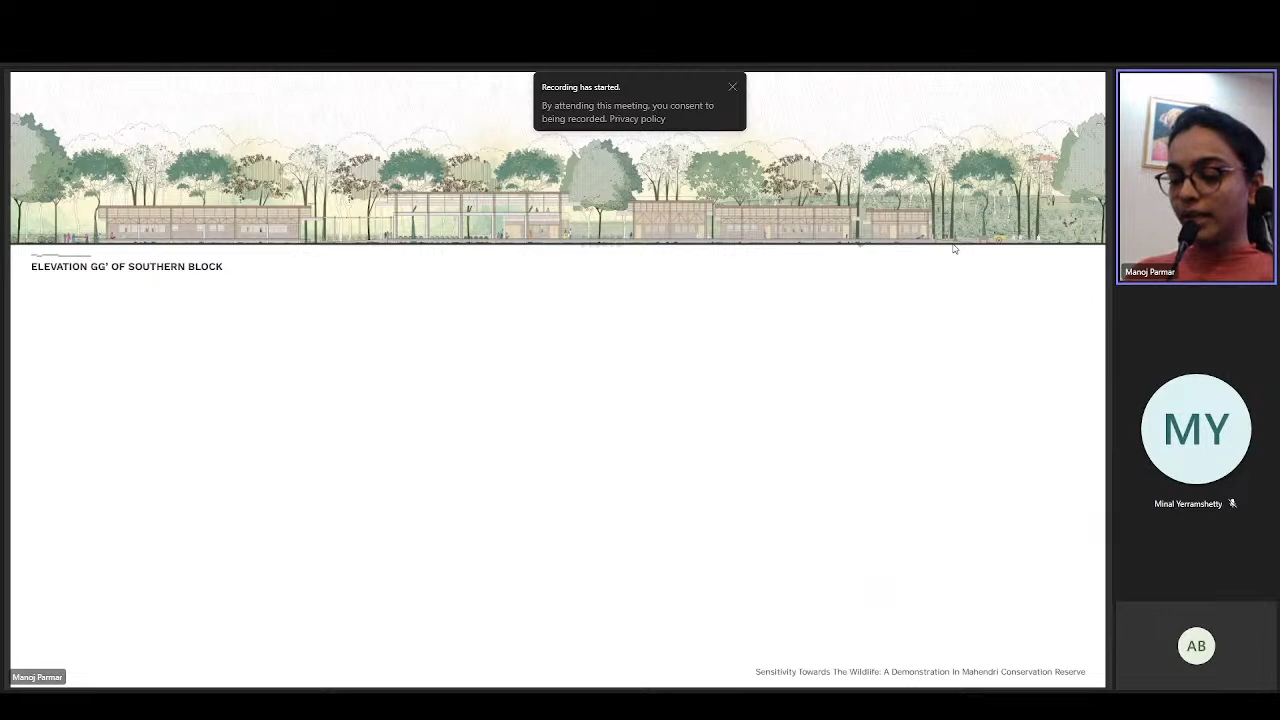 Recording has started.
By attending this meeting, you consent to
being recorded. Privacy policy
ELEVATION GG' OF SOUTHERN BLOCK
Manoj Parmar
MY
Minal Yerramshetty
AB
Sensitivity Towards The Wildlife: A Demonstration In Mahendri Conservation Reserve
Manoj Parmar